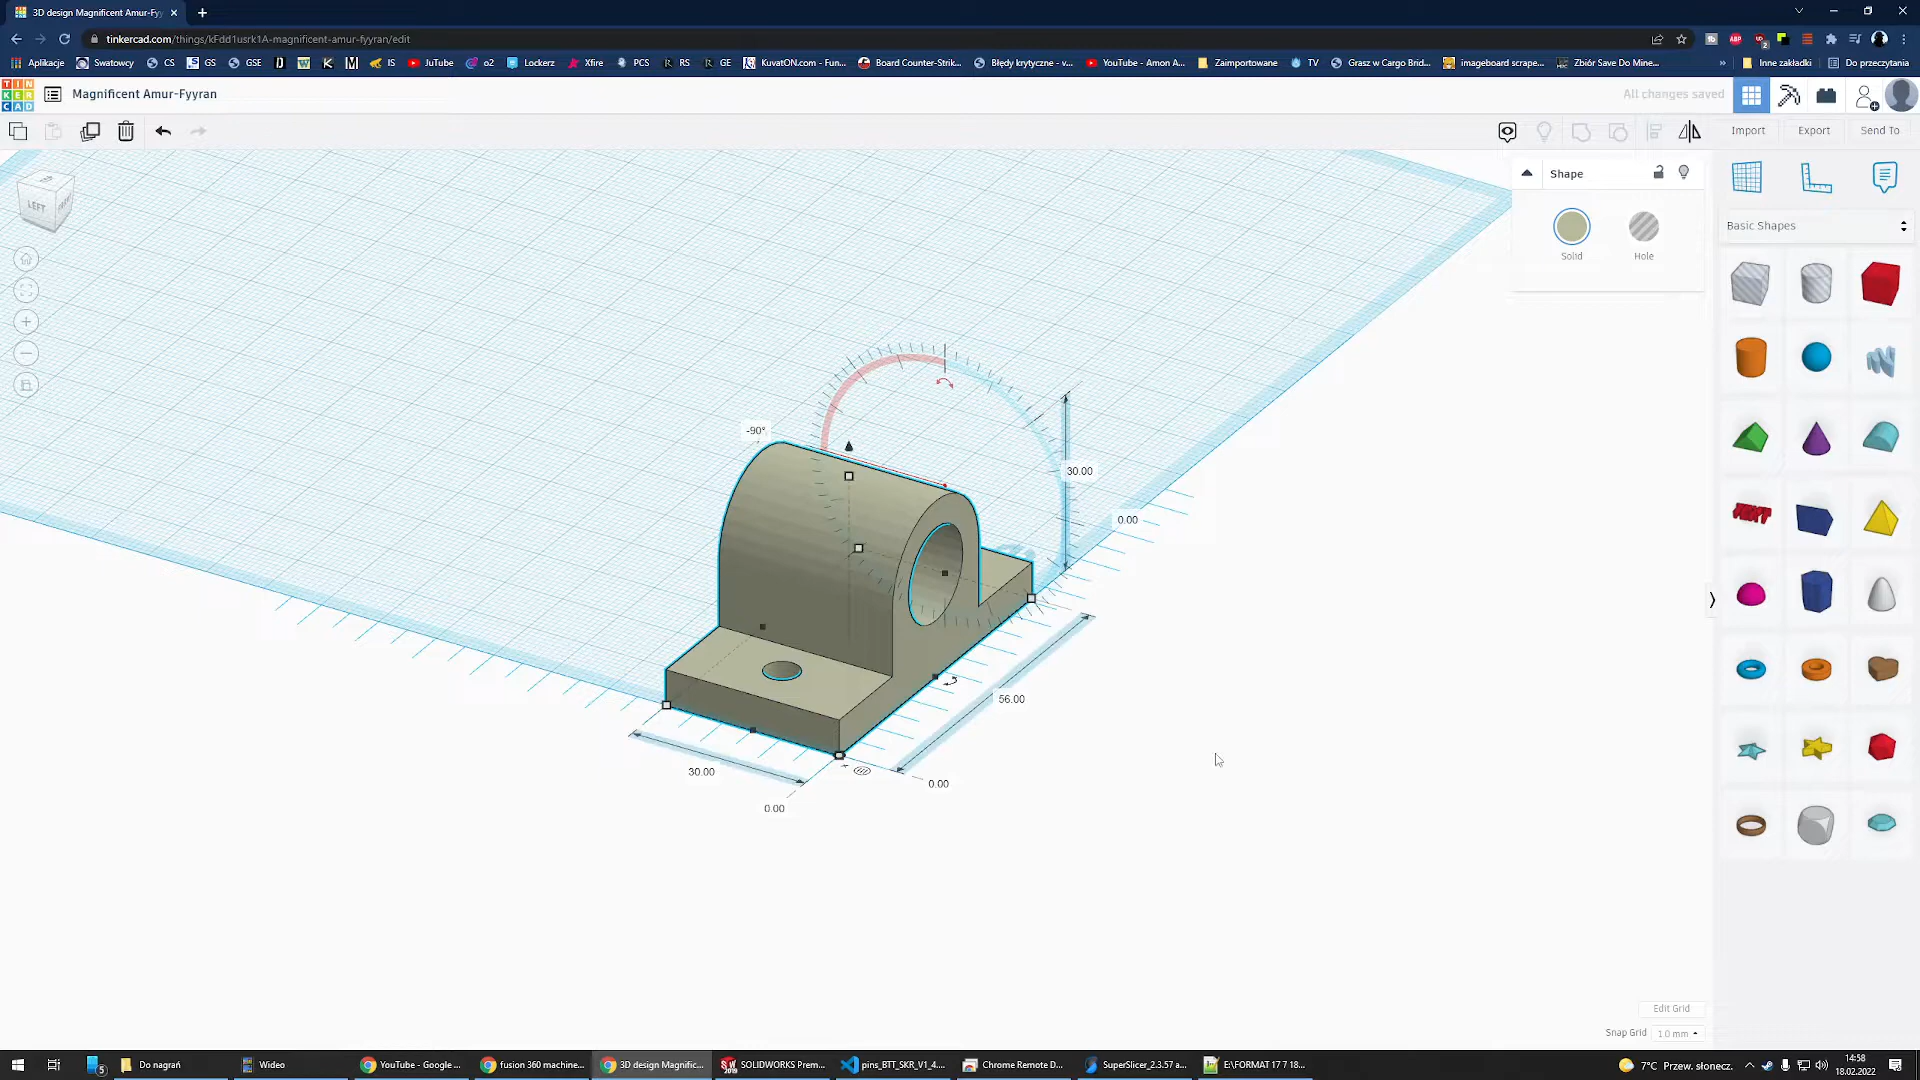 3D design Magnificent Amur-Fyy
tinkercad.com/things/kFdd1usrk1A-magnificent-amur-fyyran/edit
Aplikacje
Swatowcy
CS
GS
GSE
IS
JuTube
o2
Lockerz
Xfire
PCS
RS
GE
KuvatON.com - Fun...
Board Counter-Strik...
Błędy krytyczne - v...
YouTube - Amon A...
Zaimportowane
TV
Grasz w Cargo Brid...
imageboard scrape...
Zbiór Save Do Mine...
»
Inne zakładki
Do przeczytania
TIN
KER
CAD
Magnificent Amur-Fyyran
All changes saved
Import
Export
Send To
Shape
Solid
Hole
Basic Shapes
LEFT
-90°
30.00
0.00
56.00
30.00
0.00
0.00
Edit Grid
Snap Grid
1.0 mm
5
Do nagrań
Wideo
YouTube - Google ...
fusion 360 machine...
3D design Magnific...
SOLIDWORKS Prem...
pins_BTT_SKR_V1_4...
Chrome Remote D...
SuperSlicer_2.3.57 a...
E:\FORMAT 17 7 18...
7°C Przew. słonecz.
14:58
18.02.2022